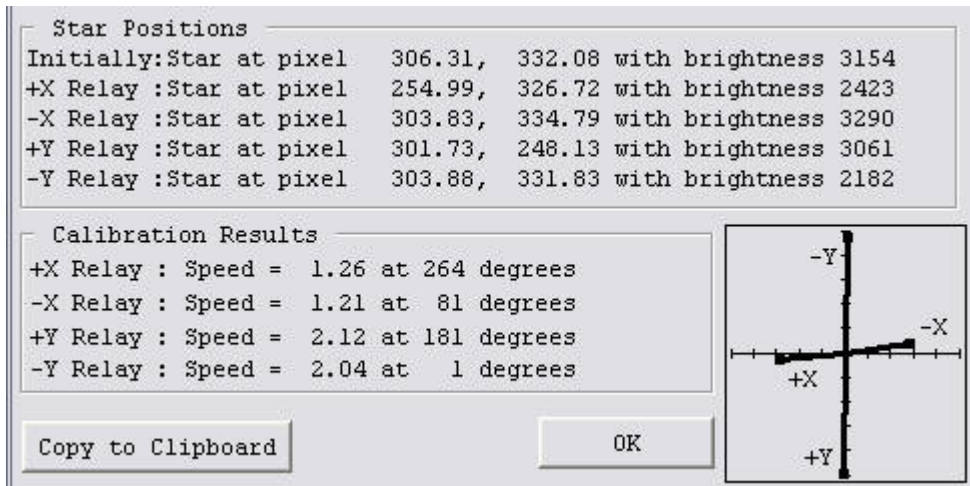 Star Positions
Initially:Star at pixel 306.31, 332.08 with brightness 3154
+X Relay :Star at pixel 254.99, 326.72 with brightness 2423
-X Relay :Star at pixel 303.83, 334.79 with brightness 3290
+Y Relay :Star at pixel 301.73, 248.13 with brightness 3061
-Y Relay :Star at pixel 303.88, 331.83 with brightness 2182
Calibration Results
+X Relay : Speed = 1.26 at 264 degrees
-X Relay : Speed = 1.21 at 81 degrees
+Y Relay : Speed = 2.12 at 181 degrees
-Y Relay : Speed = 2.04 at 1 degrees
-Y
-X
+X
+Y
Copy to Clipboard
OK